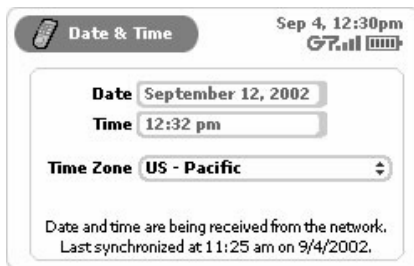 Date & Time
Sep 4, 12:30pm
G
Date September 12, 2002
Time 12:32 pm
Time Zone US - Pacific
Date and time are being received from the network.
Last synchronized at 11:25 am on 9/4/2002.